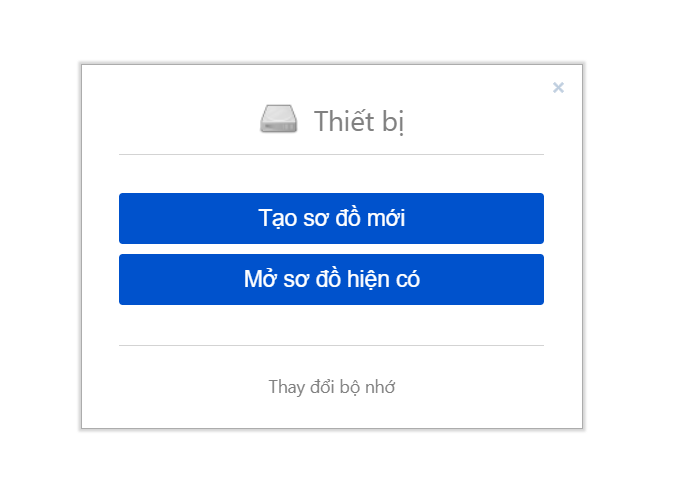 Thiết bị
Tạo sơ đồ mới
Mở sơ đồ hiện có
Thay đổi bộ nhớ